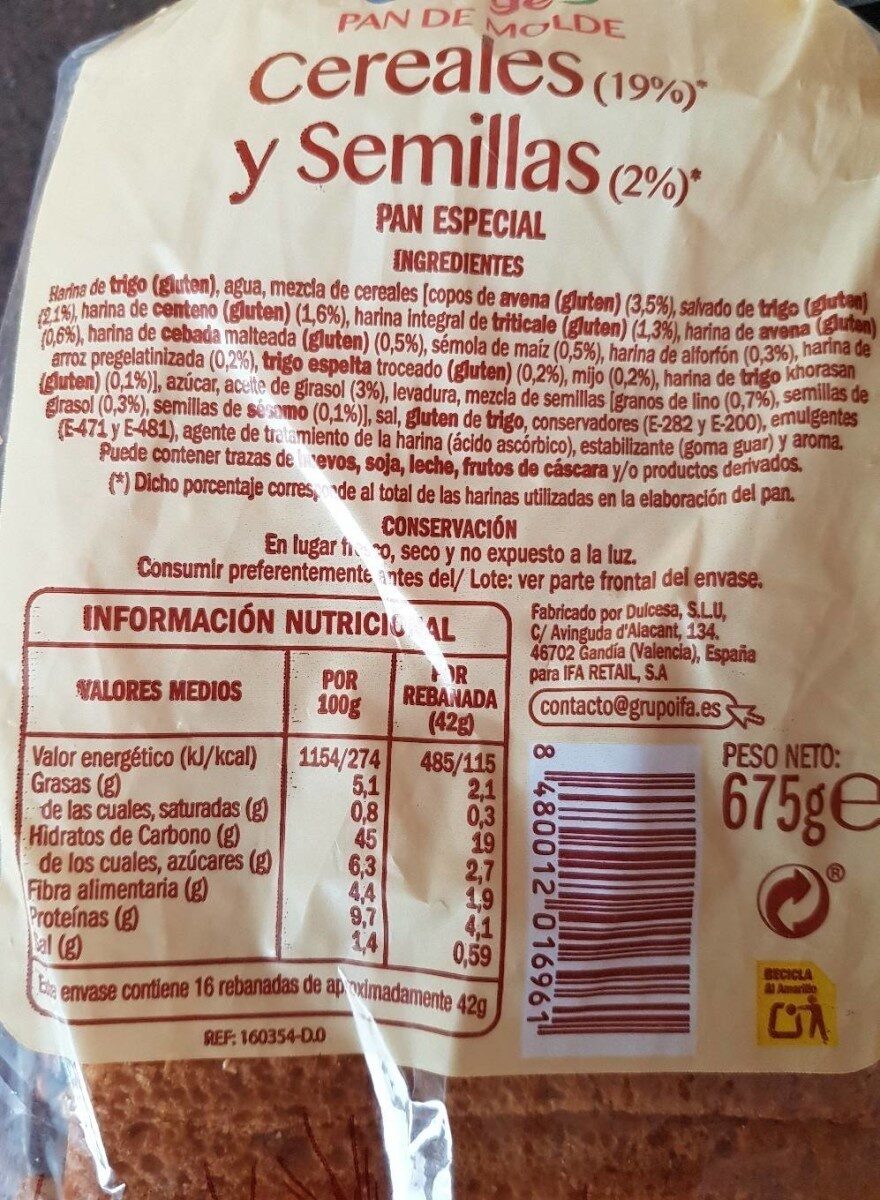 PAN DE MOLDE
Cereales (19%)*
y Semillas (2%)*
PAN ESPECIAL
INGREDIENTES
Harina de trigo (gluten), agua, mezcla de cereales [copos de avena (gluten) (3,5%), salvado de trigo (gluten)
(2,1%), harina de centeno (gluten) (1,6%), harina integral de triticale (gluten) (1,3%), harina de avena (gluten)
(0,6%), harina de cebada malteada (gluten) (0,5%), sémola de maíz (0,5%), harina de alforfón (0,3%), harina de
arroz pregelatinizada (0,2%), trigo espelta troceado (gluten) (0,2%), mijo (0,2%), harina de trigo khorasan
(gluten) (0,1%)], azúcar, aceite de girasol (3%), levadura, mezcla de semillas [granos de lino (0,7%), semillas de
girasol (0,3%), semillas de sésamo (0,1%)], sal, gluten de trigo, conservadores (E-282 y E-200), emulgentes
(E-471 y E-481), agente de tratamiento de la harina (ácido ascórbico), estabilizante (goma guar) y aroma.
Puede contener trazas de huevos, soja, leche, frutos de cáscara y/o productos derivados.
(*) Dicho porcentaje corresponde al total de las harinas utilizadas en la elaboración del pan.
CONSERVACIÓN
En lugar fresco, seco y no expuesto a la luz.
Consumir preferentemente antes del/ Lote: ver parte frontal del envase.
INFORMACIÓN NUTRICIONAL
VALORES MEDIOS
POR
100g
POR
REBANADA
(42g)
Valor energético (kJ/kcal) 1154/274 485/115
Grasas (g) 5,1 2,1
de las cuales, saturadas (g) 0,8 0,3
Hidratos de Carbono (g) 45 19
de los cuales, azúcares (g) 6,3 2,7
Fibra alimentaria (g) 4,4 1,9
Proteínas (g) 9,7 4,1
Sal (g) 1,4 0,59
Este envase contiene 16 rebanadas de aproximadamente 42g
REF: 160354-D.0
Fabricado por Dulcesa, S.L.U,
C/ Avinguda d'Alacant, 134.
46702 Gandía (Valencia), España
para IFA RETAIL, S.A
contacto@grupoifa.es
8 480012 016961
PESO NETO:
675g e
®
RECICLA
Al Amarillo